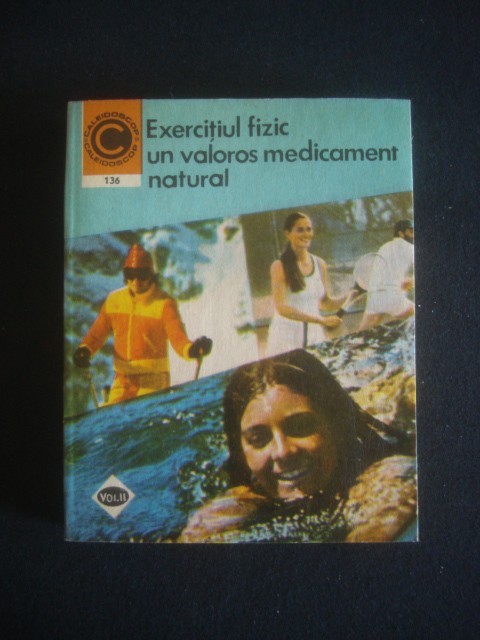 CALEIDOSCOP
CALEIDOSCOP
C
136
Exercițiul fizic
un valoros medicament
natural
VOL.II